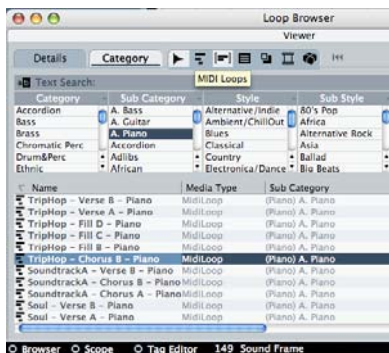 Loop Browser
Viewer
Details Category
MIDI Loops
Text Search:
Category Sub Category Style Sub Style
Accordion A. Bass Alternative/Indie 80's Pop
Bass A. Guitar Ambient/ChillOut Africa
Brass A. Piano Blues Alternative Rock
Chromatic Perc Accordion Classical Asia
Drum&Perc Adlibs Country Ballad
Ethnic African Electronica/Dance Big Beats
Name Media Type Sub Category
TripHop - Verse B - Piano MidiLoop (Piano) A. Piano
TripHop - Verse A - Piano MidiLoop (Piano) A. Piano
TripHop - Fill D - Piano MidiLoop (Piano) A. Piano
TripHop - Fill C - Piano MidiLoop (Piano) A. Piano
TripHop - Fill B - Piano MidiLoop (Piano) A. Piano
TripHop - Chorus B - Piano MidiLoop (Piano) A. Piano
SoundtrackA - Verse B - Piano MidiLoop (Piano) A. Piano
SoundtrackA - Chorus B - Piano MidiLoop (Piano) A. Piano
SoundtrackA - Chorus A - Piano MidiLoop (Piano) A. Piano
Soul - Verse B - Piano MidiLoop (Piano) A. Piano
Soul - Verse A - Piano MidiLoop (Piano) A. Piano
Browser Scope Tag Editor 149 Sound Frame